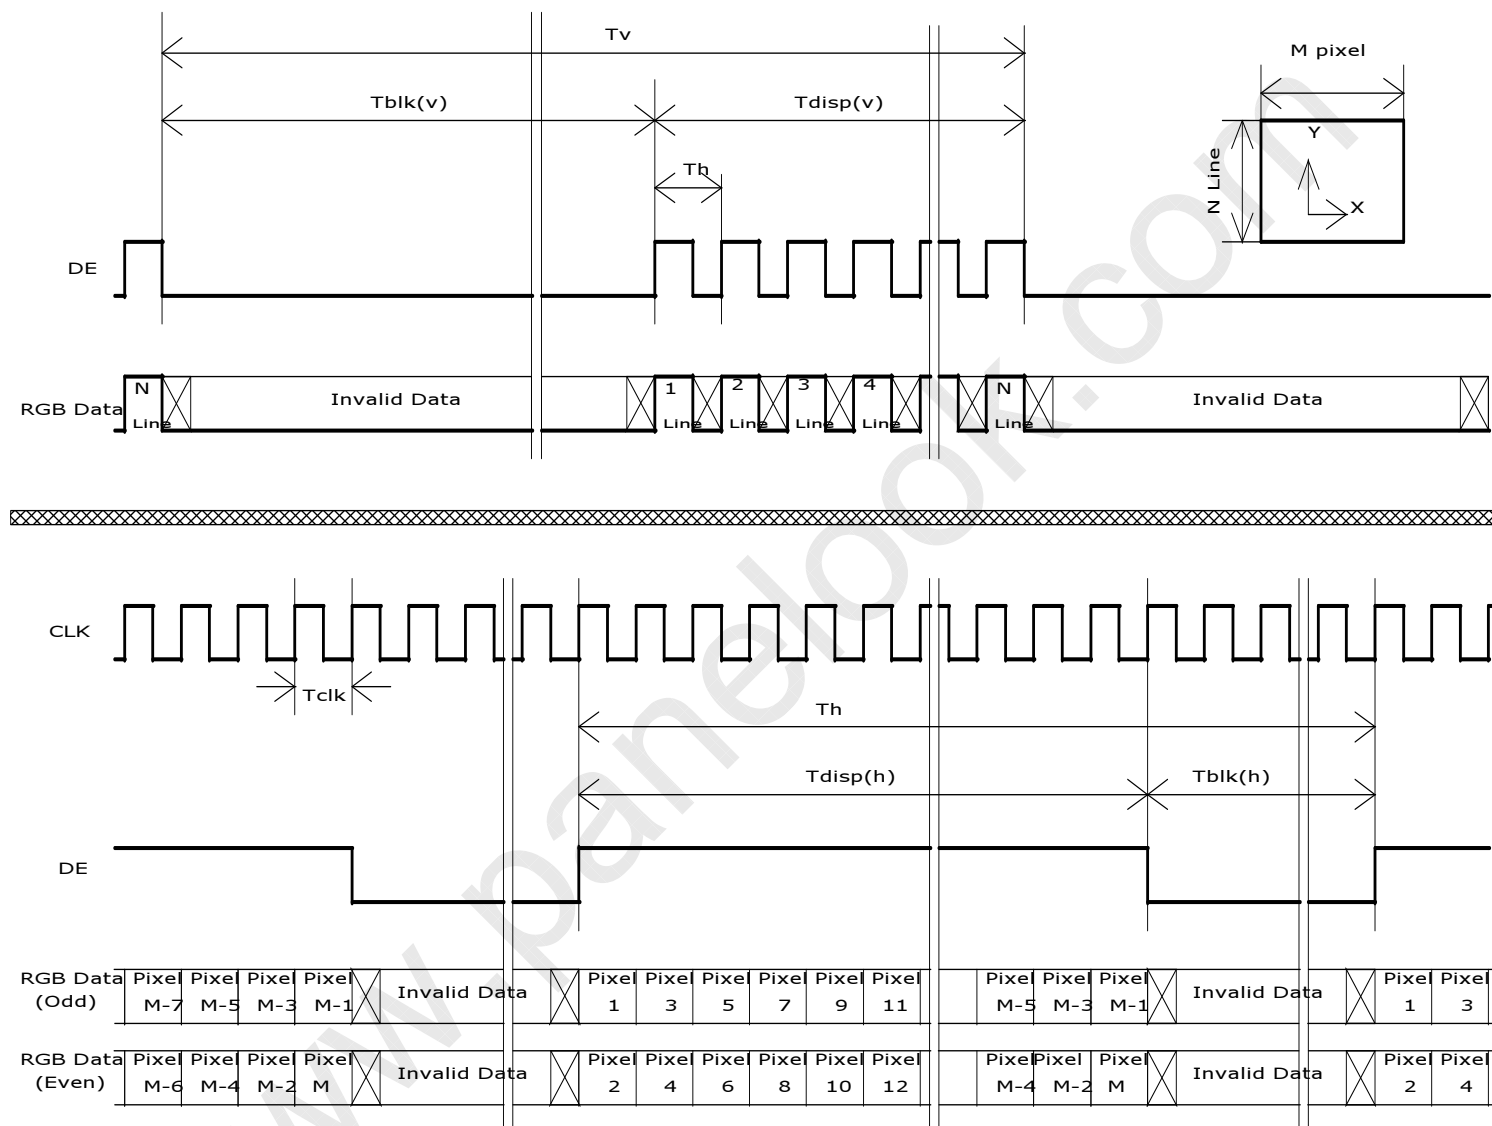 Tv
M pixel
Tblk(v)
Tdisp(v)
Y
N Line
Th
X
DE
RGB Data
N
Line
Invalid Data
1
Line
2
Line
3
Line
4
Line
N
Line
Invalid Data
CLK
Tclk
Th
Tdisp(h)
Tblk(h)
DE
RGB Data
(Odd)
Pixel Pixel Pixel Pixel
M-7 M-5 M-3 M-1
Invalid Data
Pixel Pixel Pixel Pixel Pixel Pixel
1 3 5 7 9 11
Pixel Pixel Pixel
M-5 M-3 M-1
Invalid Data
Pixel Pixel
1 3
RGB Data
(Even)
Pixel Pixel Pixel Pixel
M-6 M-4 M-2 M
Invalid Data
Pixel Pixel Pixel Pixel Pixel Pixel
2 4 6 8 10 12
Pixel Pixel Pixel
M-4 M-2 M
Invalid Data
Pixel Pixel
2 4
www.panelook.com